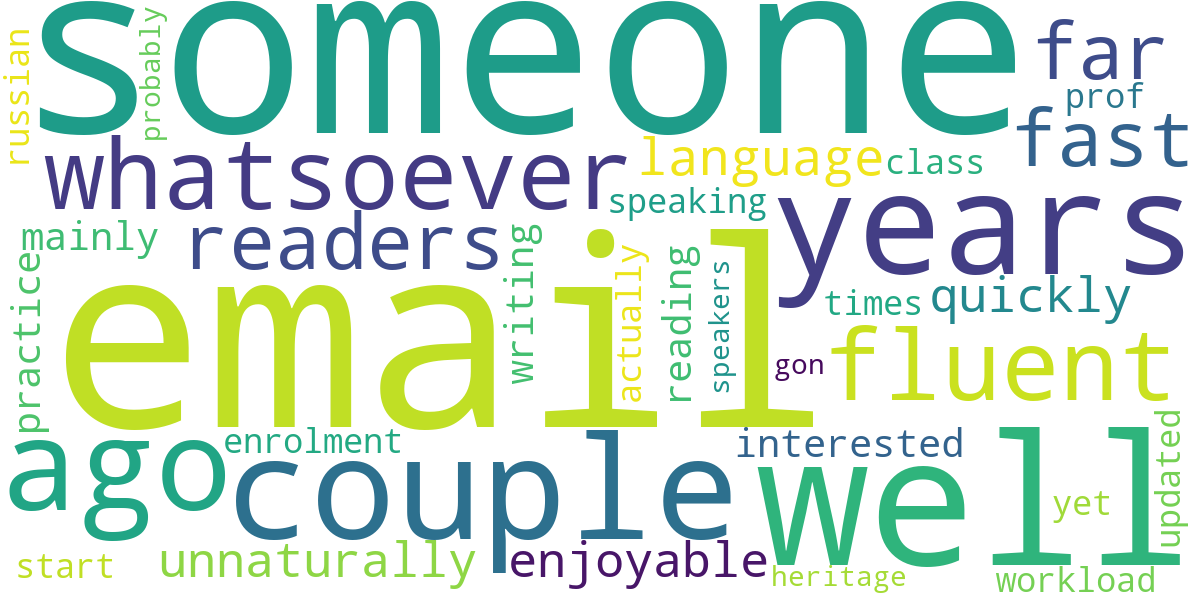 someone
russian
probably
far
prof
fast
whatsoever
language
class
speaking
years
mainly
readers
practice
email
writing
actually
reading
speakers
times
quickly
gon
fluent
ago
enrolment
couple
interested
well
yet
updated
start
unnaturally
enjoyable
heritage
workload